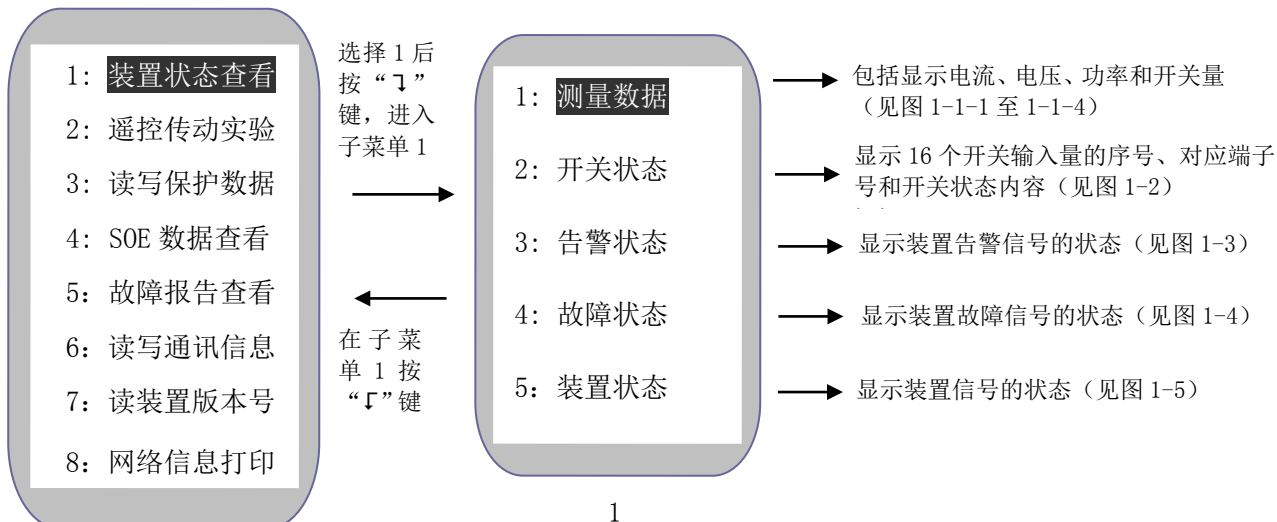 1: 装置状态查看
2: 遥控传动实验
3: 读写保护数据
4: SOE 数据查看
5: 故障报告查看
6: 读写通讯信息
7: 读装置版本号
8: 网络信息打印
选择 1 后
按“↴”
键，进入
子菜单 1
在子菜
单 1 按
“↱”键
1: 测量数据
2: 开关状态
3: 告警状态
4: 故障状态
5: 装置状态
包括显示电流、电压、功率和开关量
（见图 1-1-1 至 1-1-4）
显示 16 个开关输入量的序号、对应端子
号和开关状态内容（见图 1-2）
显示装置告警信号的状态（见图 1-3）
显示装置故障信号的状态（见图 1-4）
显示装置信号的状态（见图 1-5）
1